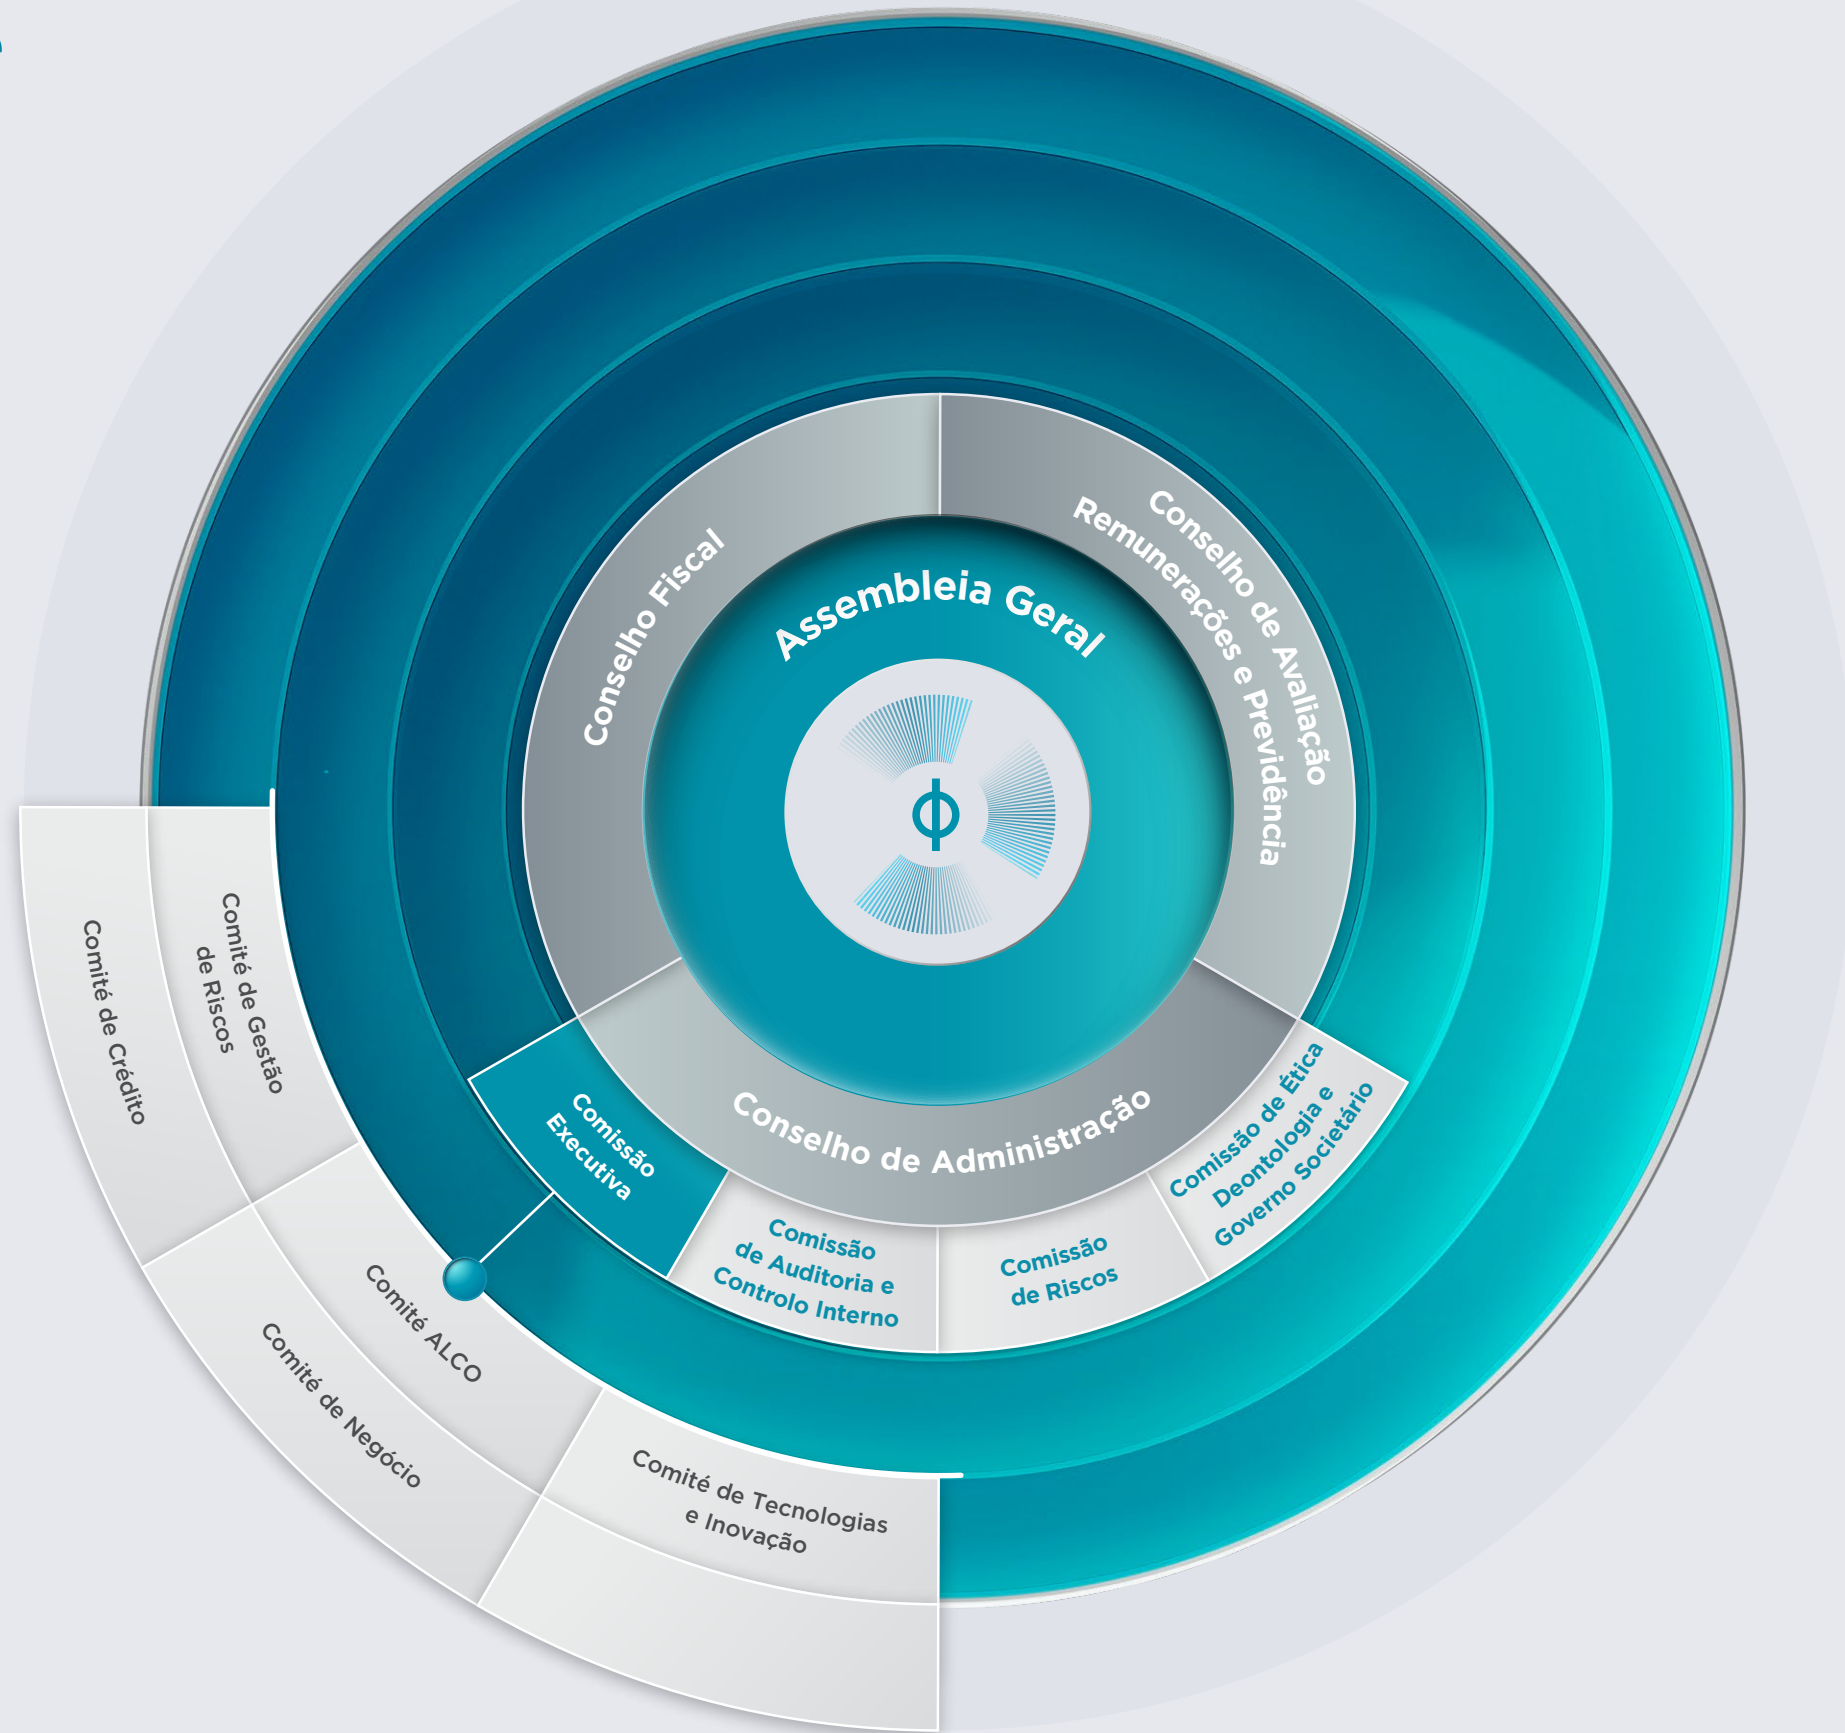 Assembleia Geral
Conselho Fiscal
Conselho de Avaliação
Remunerações e Previdência
Conselho de Administração
Comissão
Executiva
Comissão
de Auditoria e
Controlo Interno
Comissão
de Riscos
Comissão de Ética
Deontologia e
Governo Societário
Comité de Gestão
de Riscos
Comité de Crédito
Comité ALCO
Comité de Negócio
Comité de Tecnologias
e Inovação